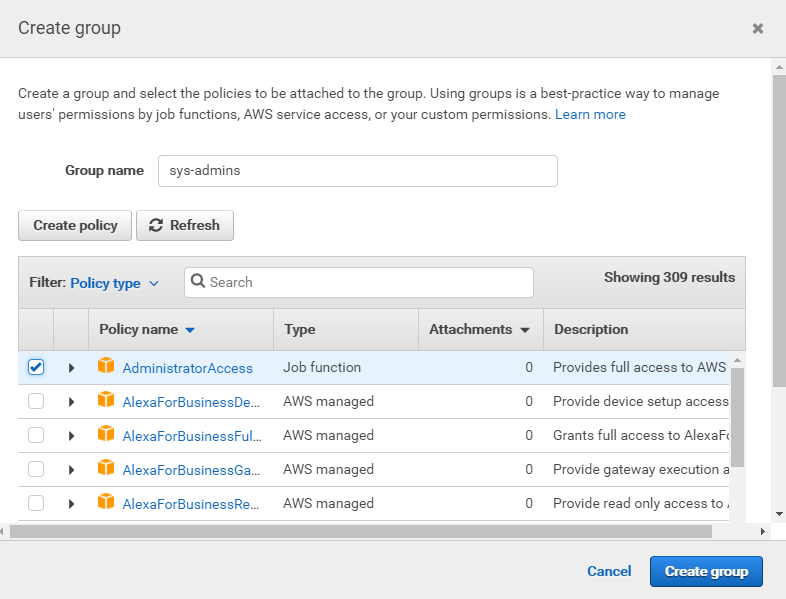 Create group
Create a group and select the policies to be attached to the group. Using groups is a best-practice way to manage
users' permissions by job functions, AWS service access, or your custom permissions. Learn more
Group name sys-admins
Create policy Refresh
Filter: Policy type Search Showing 309 results
Policy name Type Attachments Description
AdministratorAccess Job function 0 Provides full access to AWS
AlexaForBusinessDe... AWS managed 0 Provide device setup access
AlexaForBusinessFul... AWS managed 0 Grants full access to AlexaFo
AlexaForBusinessGa... AWS managed 0 Provide gateway execution a
AlexaForBusinessRe... AWS managed 0 Provide read only access to A
Cancel Create group